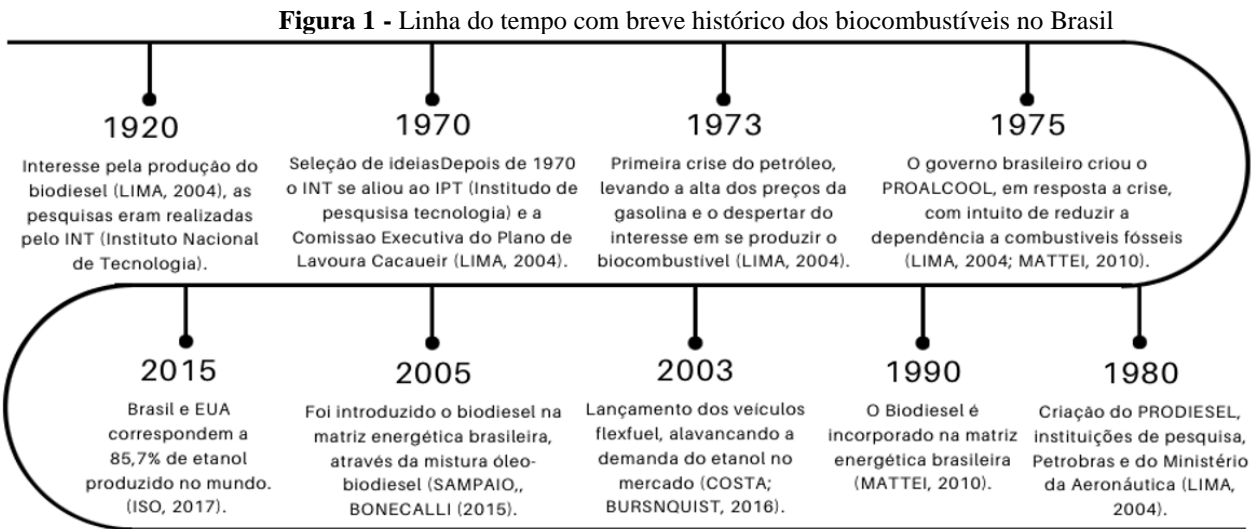 Figura 1 - Linha do tempo com breve histórico dos biocombustíveis no Brasil
1920
Interesse pela produção do
biodiesel (LIMA, 2004), as
pesquisas eram realizadas
pelo INT (Instituto Nacional
de Tecnologia).
1970
Seleção de ideiasDepois de 1970
o INT se aliou ao IPT (Institudo de
pesqusisa tecnologia) e a
Comissao Executiva do Plano de
Lavoura Cacaueir (LIMA, 2004).
1973
Primeira crise do petróleo,
levando a alta dos preços da
gasolina e o despertar do
interesse em se produzir o
biocombustível (LIMA, 2004).
1975
O governo brasileiro criou o
PROALCOOL, em resposta a crise,
com intuito de reduzir a
dependência a combustiveis fósseis
(LIMA, 2004; MATTEI, 2010).
1980
Criação do PRODIESEL,
instituições de pesquisa,
Petrobras e do Ministério
da Aeronáutica (LIMA,
2004).
1990
O Biodiesel é
incorporado na matriz
energética brasileira
(MATTEI, 2010).
2003
Lançamento dos veículos
flexfuel, alavancando a
demanda do etanol no
mercado (COSTA;
BURSNQUIST, 2016).
2005
Foi introduzido o biodiesel na
matriz energética brasileira,
através da mistura óleo-
biodiesel (SAMPAIO,,
BONECALLI (2015).
2015
Brasil e EUA
correspondem a
85,7% de etanol
produzido no mundo.
(ISO, 2017).